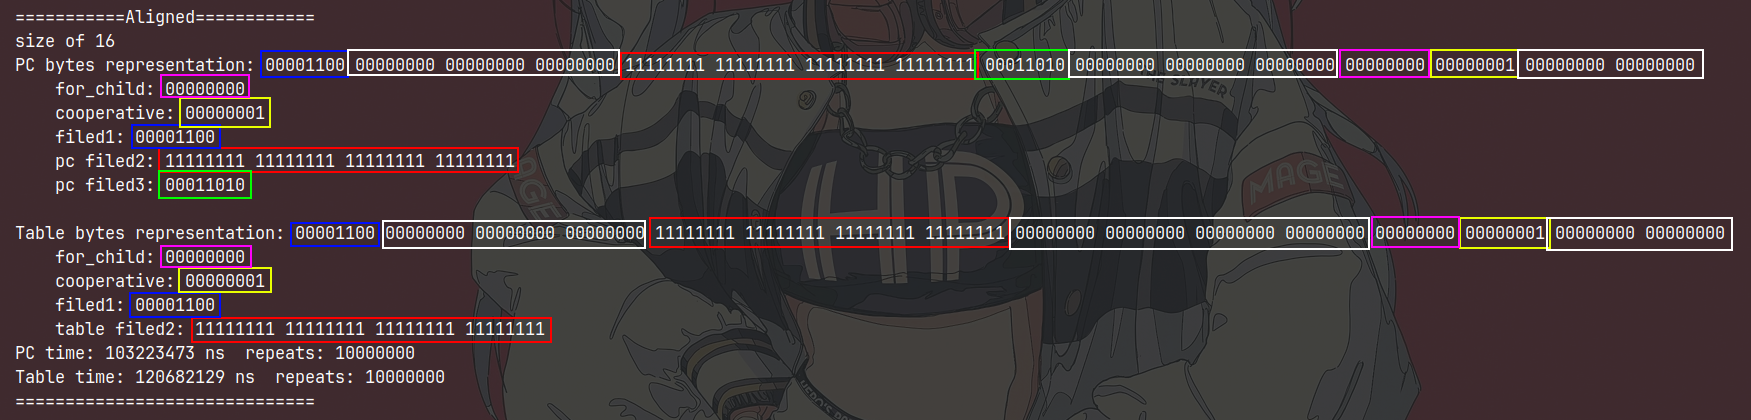 ===========Aligned============
size of 16
PC bytes representation: 00001100 00000000 00000000 00000000 11111111 11111111 11111111 11111111 00011010 00000000 00000000 00000000 00000000 00000001 00000000 00000000
    for_child: 00000000
    cooperative: 00000001
    filed1: 00001100
    pc filed2: 11111111 11111111 11111111 11111111
    pc filed3: 00011010
Table bytes representation: 00001100 00000000 00000000 00000000 11111111 11111111 11111111 11111111 00000000 00000000 00000000 00000000 00000000 00000001 00000000 00000000
    for_child: 00000000
    cooperative: 00000001
    filed1: 00001100
    table filed2: 11111111 11111111 11111111 11111111
PC time: 103223473 ns  repeats: 10000000
Table time: 120682129 ns  repeats: 10000000
==============================
SLAYER
MAGE
HP